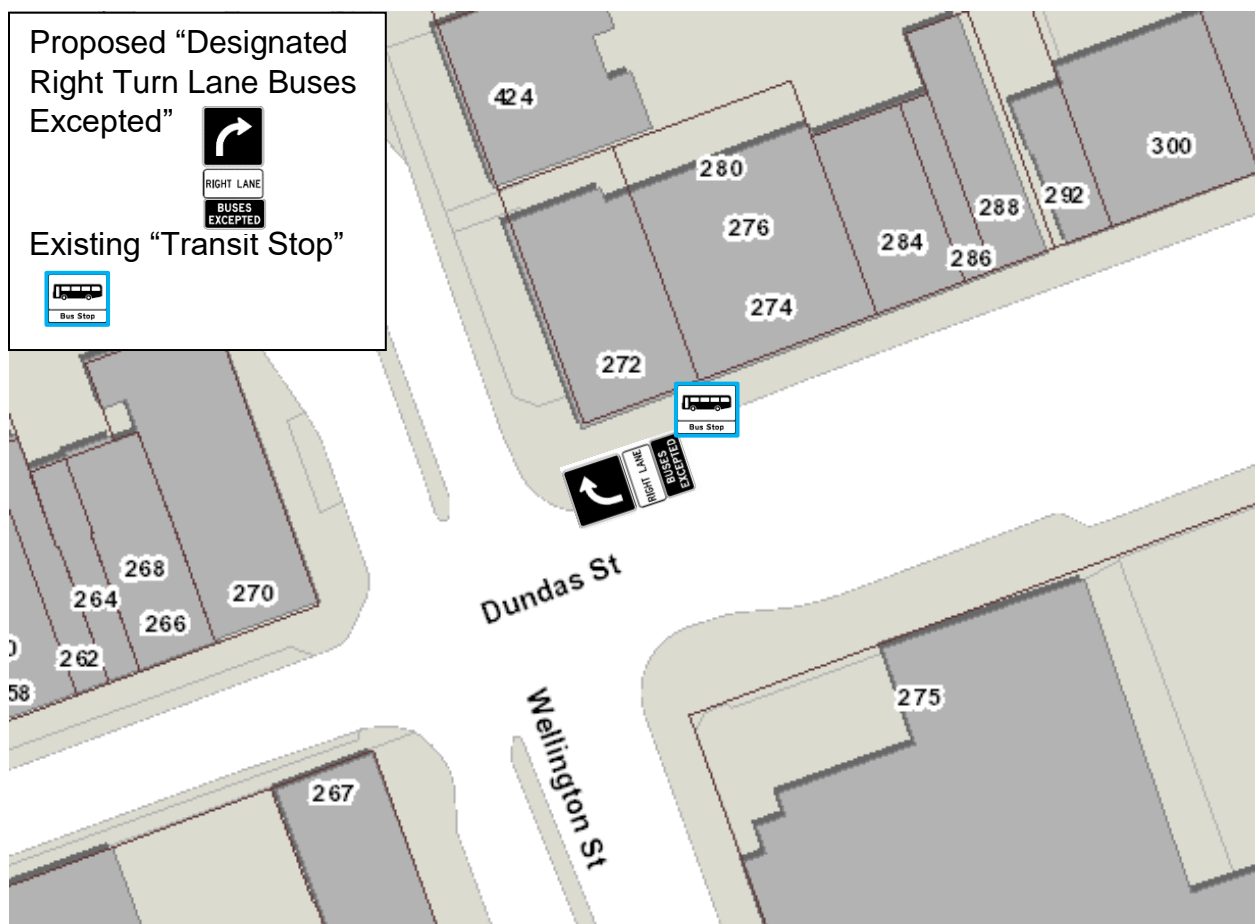 Proposed “Designated
Right Turn Lane Buses
Excepted”
RIGHT LANE
BUSES
EXCEPTED
Existing “Transit Stop”
Bus Stop
424
280
300
276
292
288
284
286
274
272
Bus Stop
RIGHT LANE
BUSES
EXCEPTED
Dundas St
268
264
270
266
262
58
275
Wellington St
267